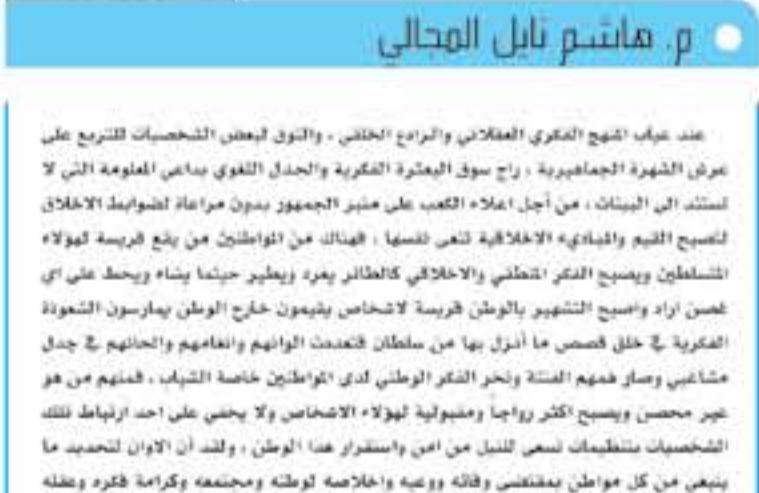 م. هاشم نايل المجالي
عند غياب المنهج الفكري العقلاني والرادع الخلقي ، والتوق لبعض الشخصيات للتربع على
عرش الشهرة الجماهيرية ، راج سوق البعثرة الفكرية والجدل اللغوي بداعي المعلومة التي لا
تستند الى البينات ، من أجل اعلاء الكعب على منبر الجمهور بدون مراعاة لضوابط الاخلاق
لتصبح القيم والمباديء الاخلاقية تنعى نفسها ، فهناك من المواطنين من يقع فريسة لهؤلاء
المتسلطين ويصبح الفكر المنطقي والاخلاقي كالطائر يغرد ويطير حيثما يشاء ويحط على اي
غصن اراد واصبح التشهير بالوطن فريسة لاشخاص يقيمون خارج الوطن يمارسون الشعوذة
الفكرية في خلق قصص ما أنزل بها من سلطان فتعددت الوانهم وانغامهم والحانهم في جدل
مشاغبي وصار همهم الفتنة ونخر الفكر الوطني لدى المواطنين خاصة الشباب ، فمنهم من هو
غير محصن ويصبح اكثر رواجاً ومقبولية لهؤلاء الاشخاص ولا يخفى على احد ارتباط تلك
الشخصيات بتنظيمات تسعى للنيل من امن واستقرار هذا الوطن ، ولقد آن الاوان لتحديد ما
ينبغي من كل مواطن بمقتضى وفائه ووعيه واخلاصه لوطنه ومجتمعه وكرامة فكره وعقله